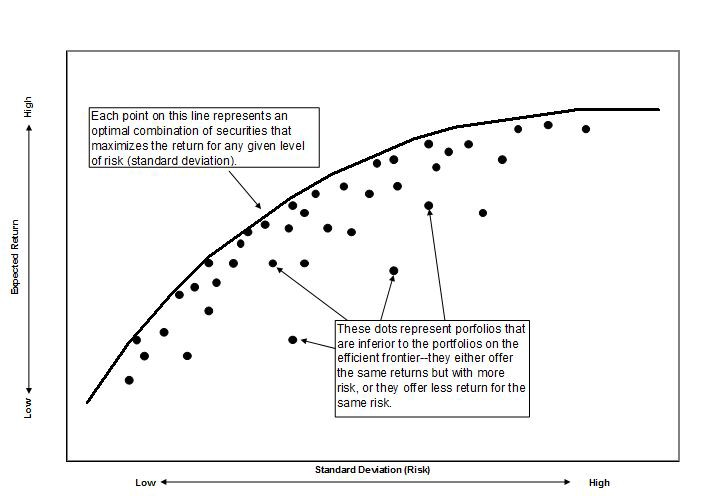 High
Expected Return
Low
Each point on this line represents an
optimal combination of securities that
maximizes the return for any given level
of risk (standard deviation).
These dots represent porfolios that
are inferior to the portfolios on the
efficient frontier--they either offer
the same returns but with more
risk, or they offer less return for the
same risk.
Standard Deviation (Risk)
Low
High